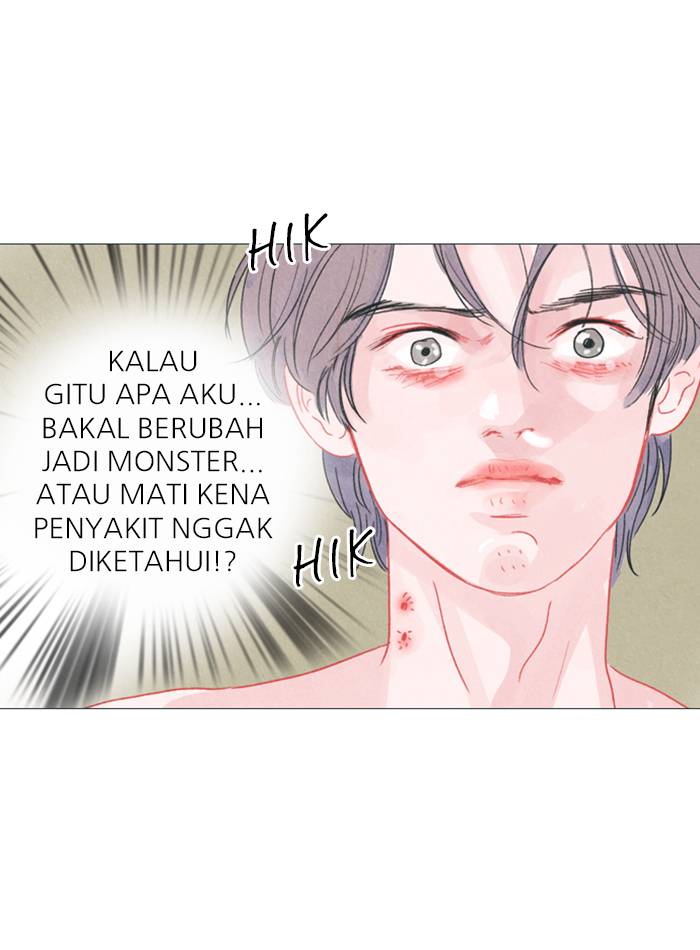 HIK
KALAU
GITU APA AKU...
BAKAL BERUBAH
JADI MONSTER...
ATAU MATI KENA
PENYAKIT NGGAK
DIKETAHUI!?
HIK